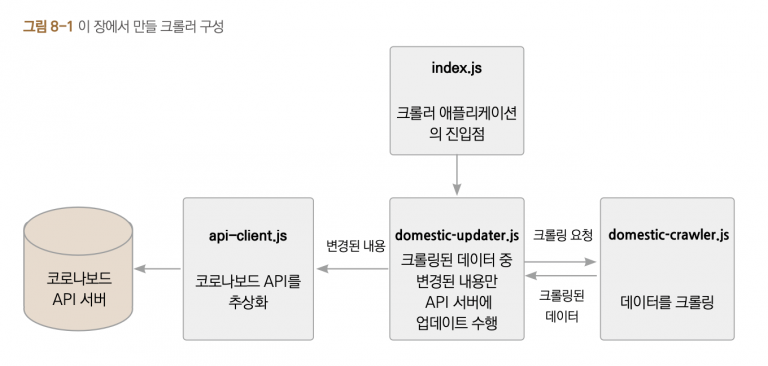 그림 8-1 이 장에서 만들 크롤러 구성
index.js
크롤러 애플리케이션
의 진입점
코로나보드
API 서버
api-client.js
코로나보드 API를
추상화
변경된 내용
domestic-updater.js
크롤링된 데이터 중
변경된 내용만
API 서버에
업데이트 수행
크롤링 요청
크롤링된
데이터
domestic-crawler.js
데이터를 크롤링